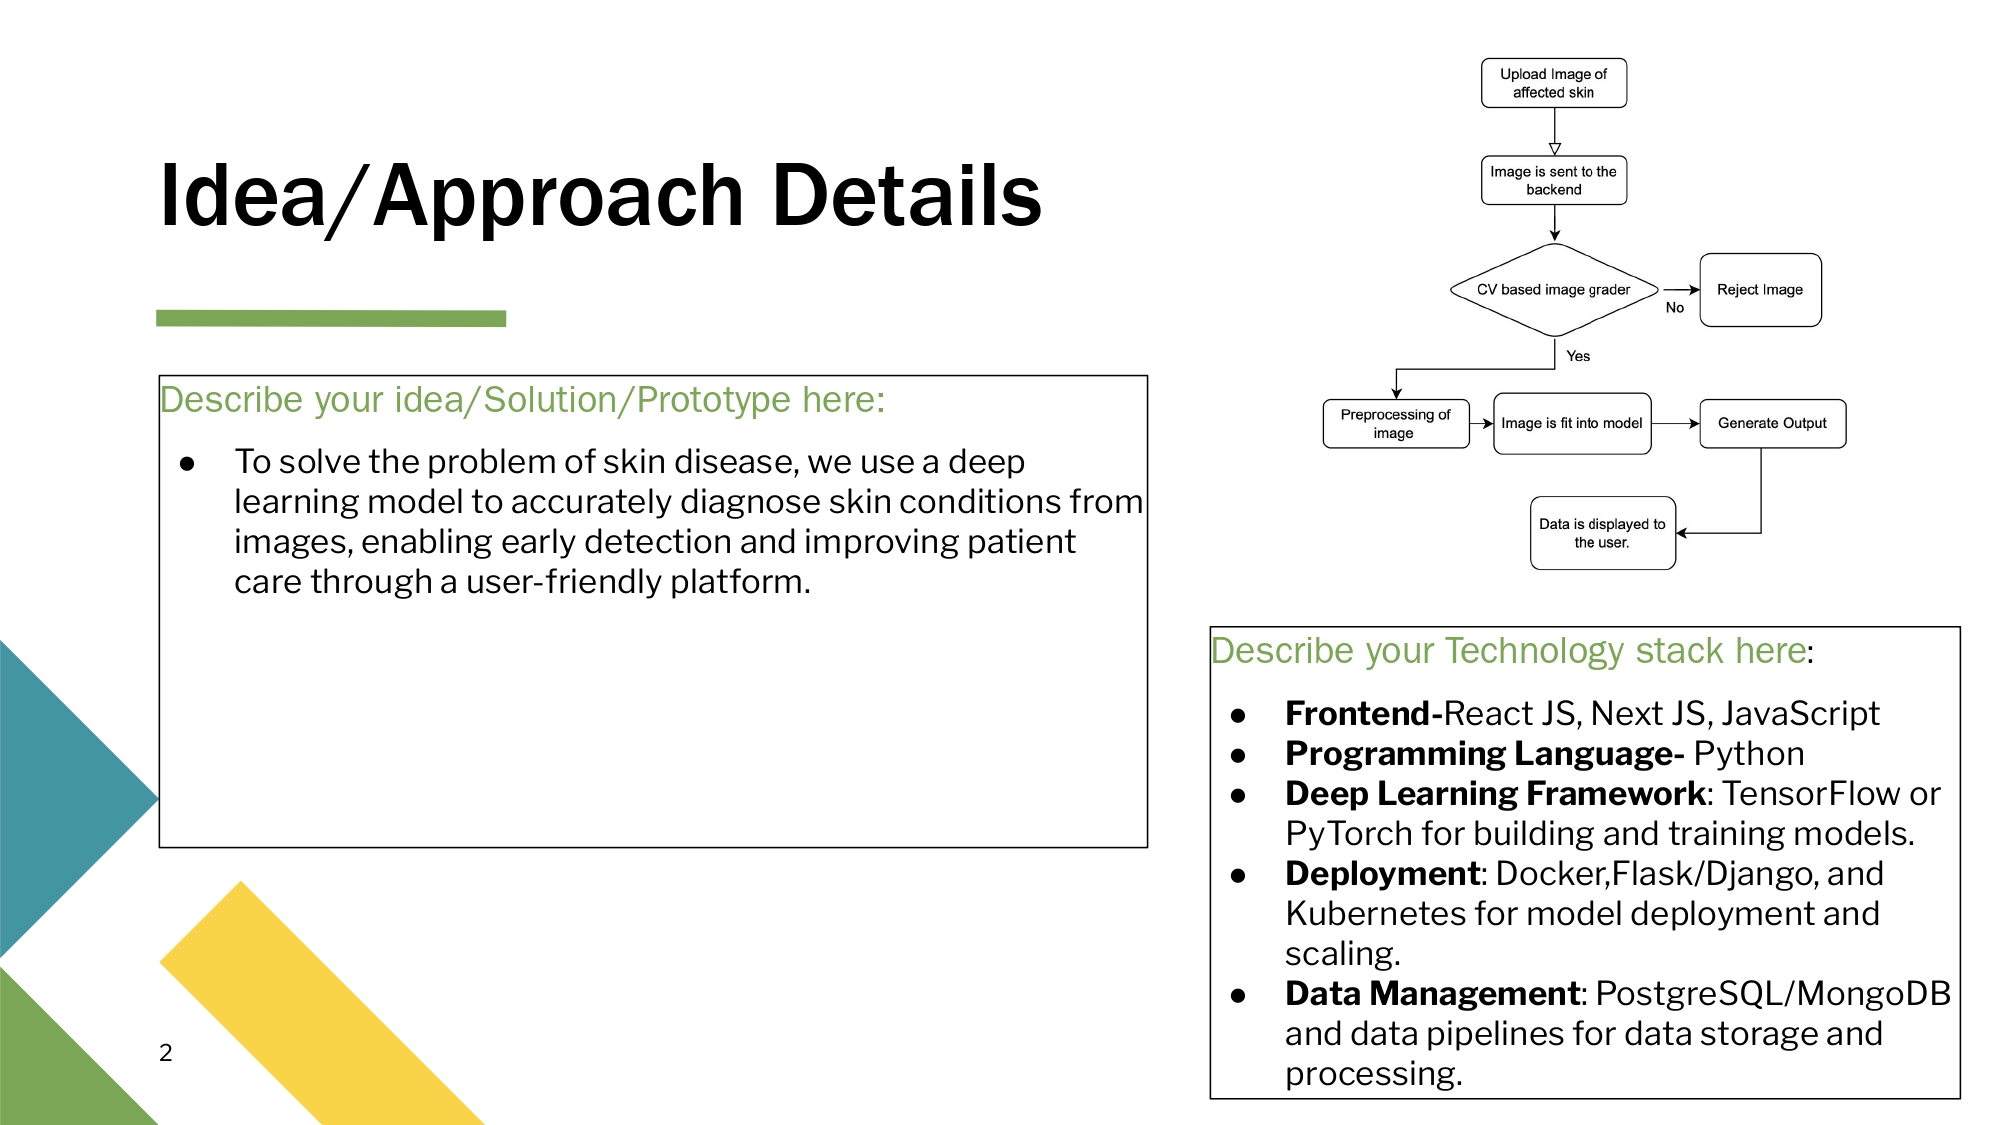 Idea/Approach Details
Describe your idea/Solution/Prototype here:
● To solve the problem of skin disease, we use a deep
learning model to accurately diagnose skin conditions from
images, enabling early detection and improving patient
care through a user-friendly platform.
2
Upload Image of
affected skin
Image is sent to the
backend
CV based image grader
No
Reject Image
Yes
Preprocessing of
image
Image is fit into model
Generate Output
Data is displayed to
the user.
Describe your Technology stack here:
● Frontend-React JS, Next JS, JavaScript
● Programming Language- Python
● Deep Learning Framework: TensorFlow or
PyTorch for building and training models.
● Deployment: Docker,Flask/Django, and
Kubernetes for model deployment and
scaling.
● Data Management: PostgreSQL/MongoDB
and data pipelines for data storage and
processing.